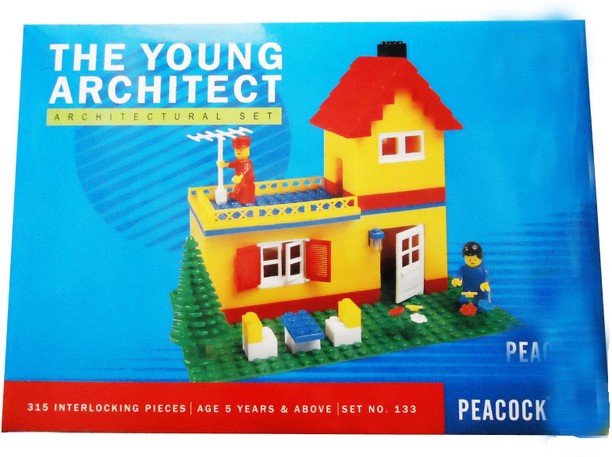 THE YOUNG
ARCHITECT
ARCHITECTURAL SET
PEAC
315 INTERLOCKING PIECES | AGE 5 YEARS & ABOVE | SET NO. 133
PEACOCK